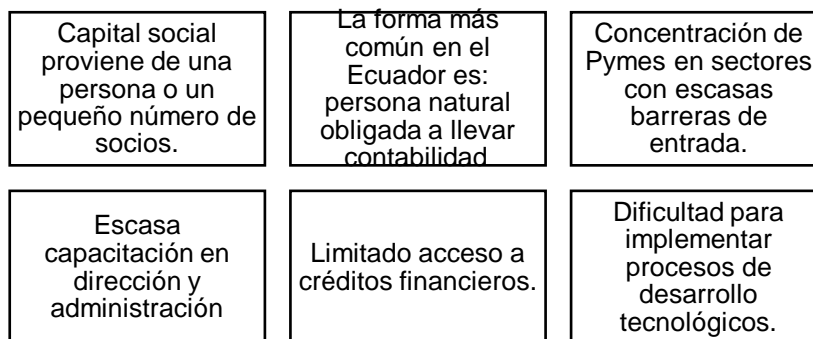 Capital social
proviene de una
persona o un
pequeño número de
socios.
La forma más
común en el
Ecuador es:
persona natural
obligada a llevar
contabilidad
Concentración de
Pymes en sectores
con escasas
barreras de
entrada.
Escasa
capacitación en
dirección y
administración
Limitado acceso a
créditos financieros.
Dificultad para
implementar
procesos de
desarrollo
tecnológicos.